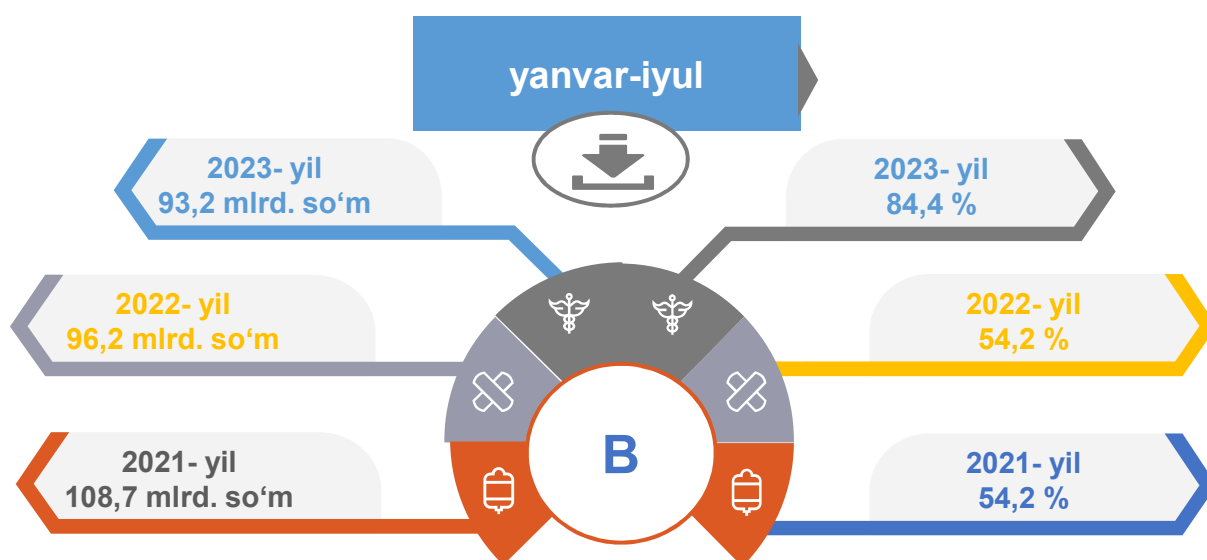 yanvar-iyul
2023- yil
93,2 mlrd. so‘m
2023- yil
84,4 %
2022- yil
96,2 mlrd. so‘m
2022- yil
54,2 %
B
2021- yil
108,7 mlrd. so‘m
2021- yil
54,2 %